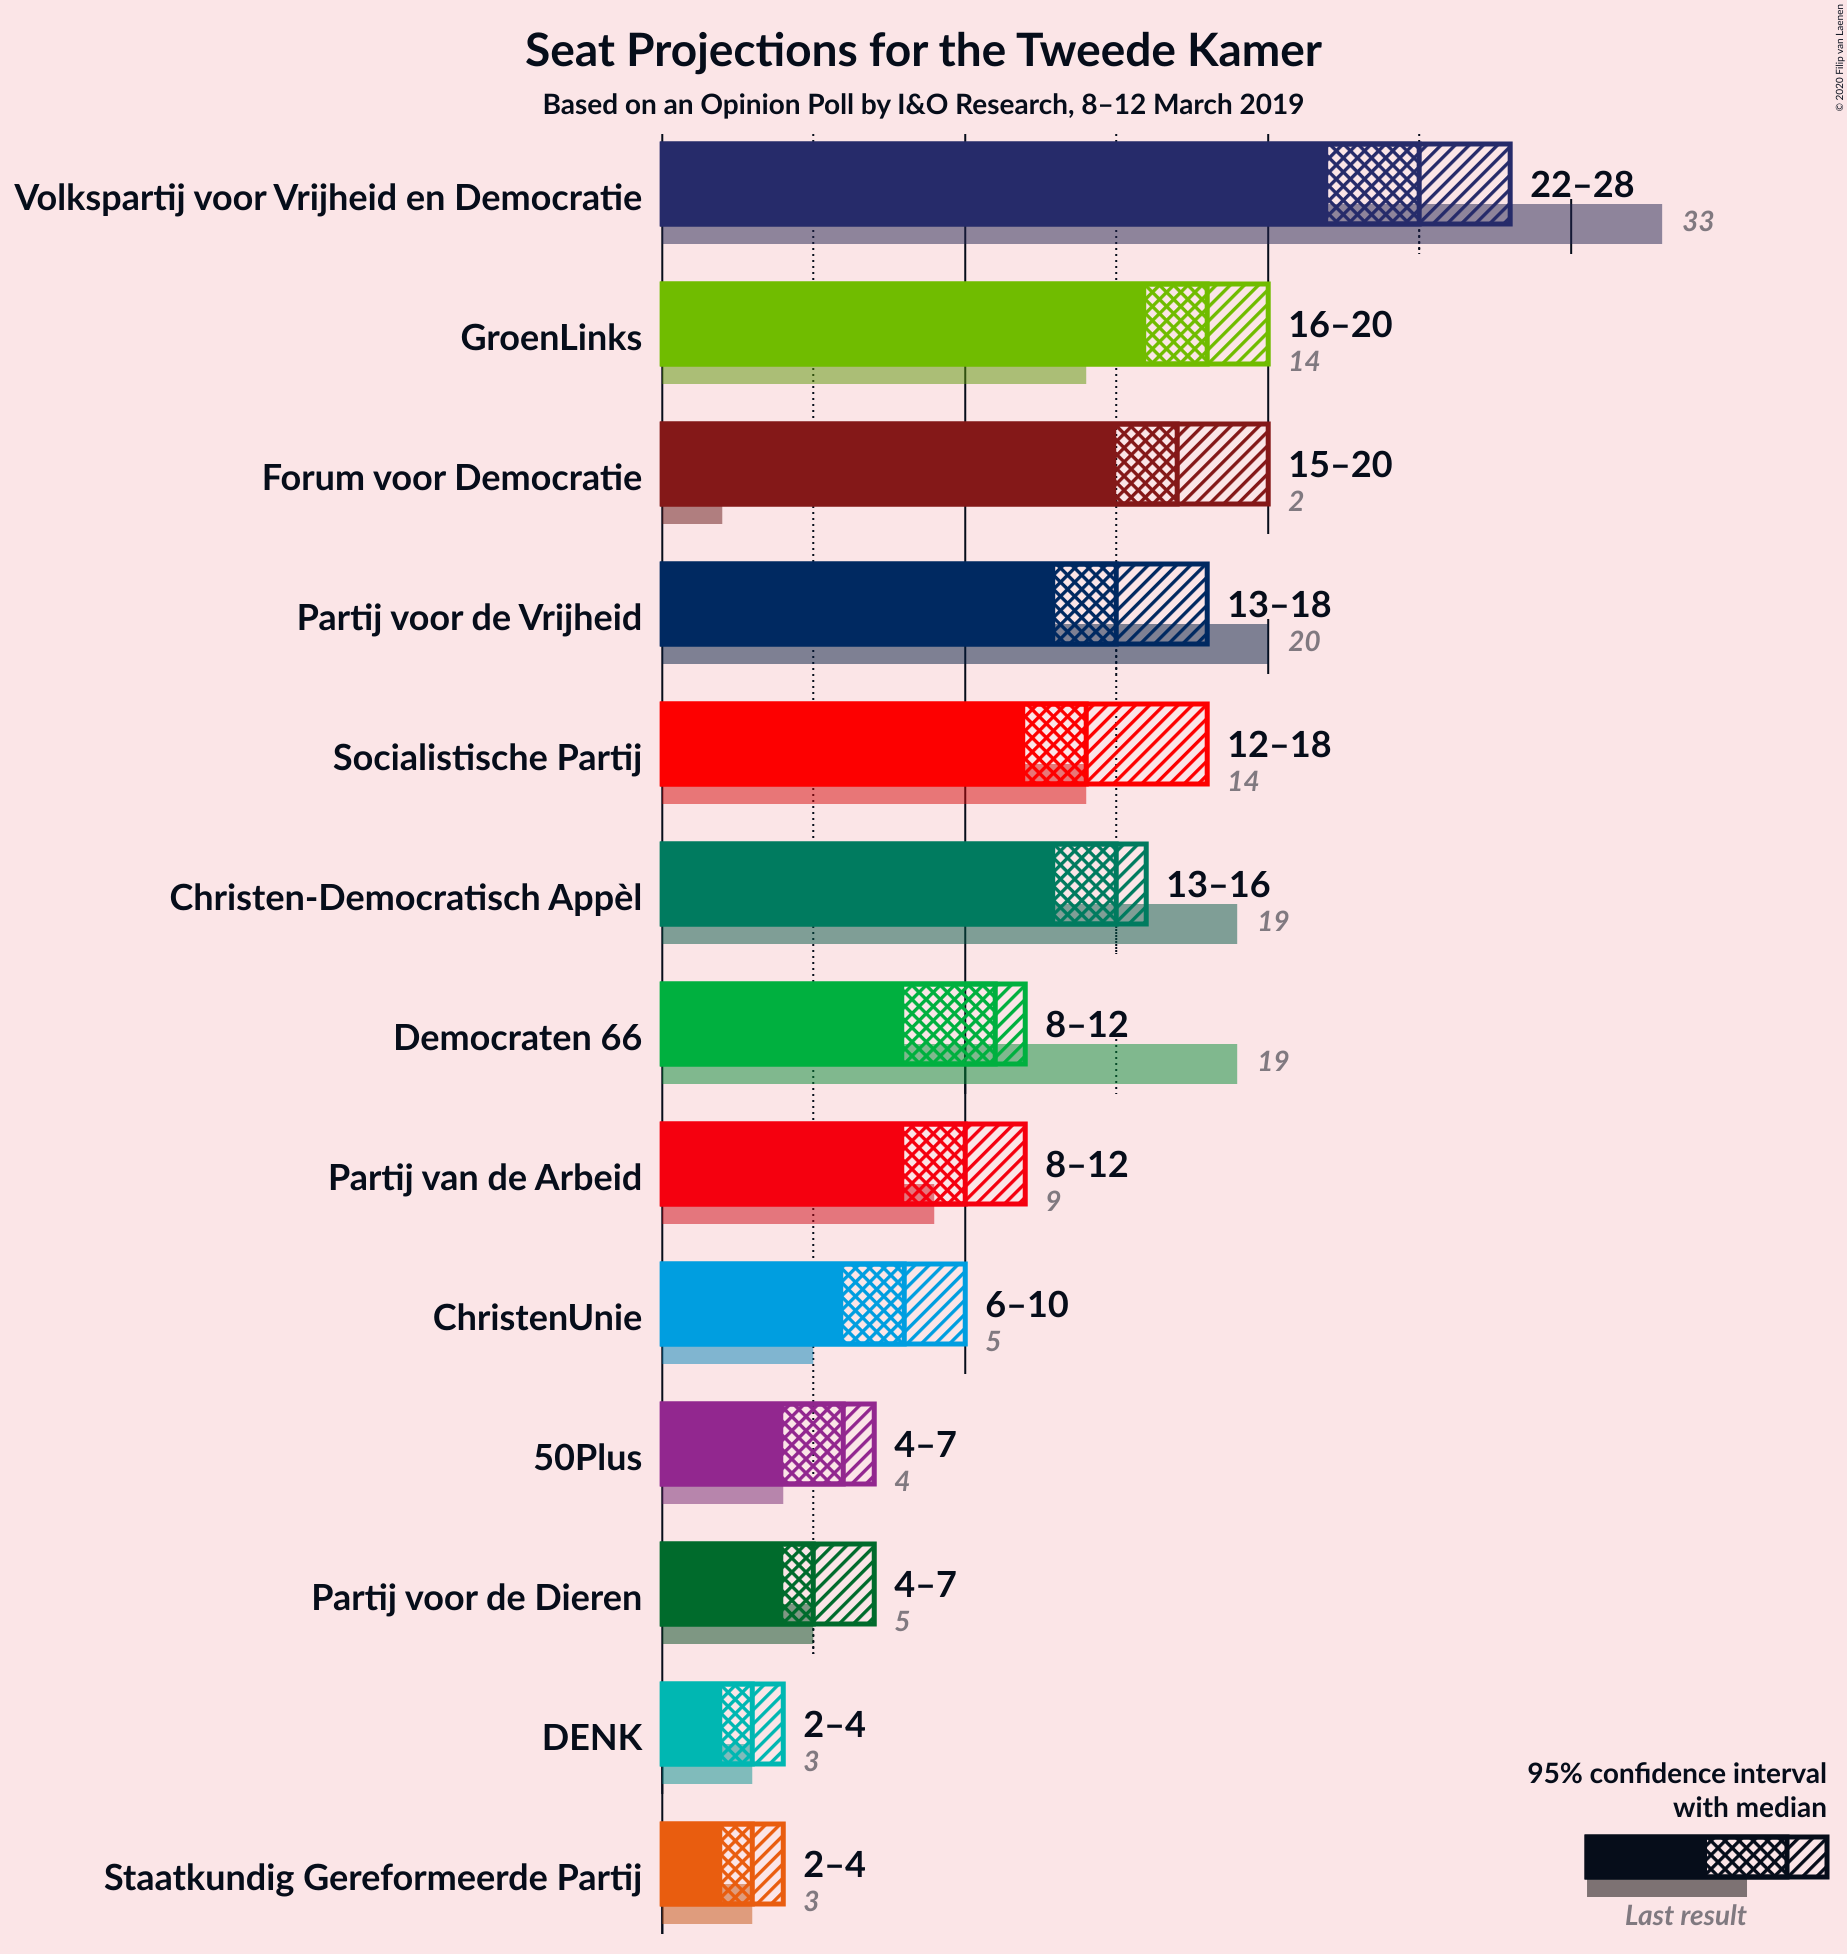 Seat Projections for the Tweede Kamer
Based on an Opinion Poll by I&O Research, 8–12 March 2019
© 2020 Filip van Laenen
Volkspartij voor Vrijheid en Democratie
22–28
33
GroenLinks
16–20
14
Forum voor Democratie
15–20
2
Partij voor de Vrijheid
13–18
20
Socialistische Partij
12–18
14
Christen-Democratisch Appèl
13–16
19
Democraten 66
8–12
19
Partij van de Arbeid
8–12
9
ChristenUnie
6–10
5
50Plus
4–7
4
Partij voor de Dieren
4–7
5
DENK
2–4
3
Staatkundig Gereformeerde Partij
2–4
3
95% confidence interval
with median
Last result